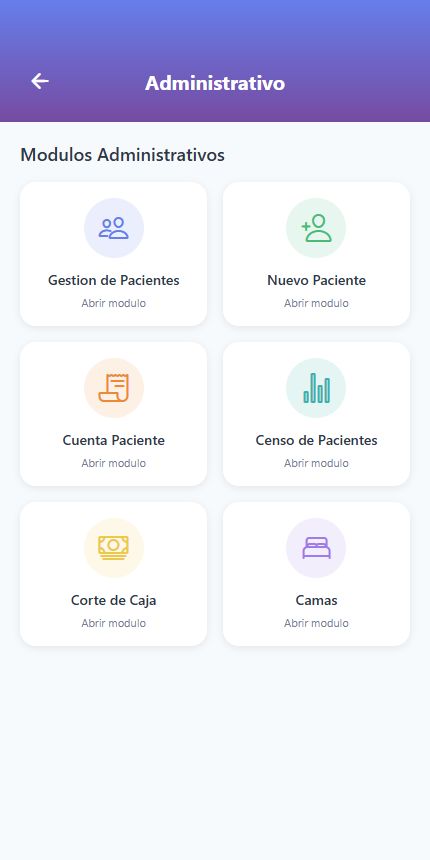 Administrativo
Modulos Administrativos
Gestion de Pacientes
Abrir modulo
Nuevo Paciente
Abrir modulo
Cuenta Paciente
Abrir modulo
Censo de Pacientes
Abrir modulo
Corte de Caja
Abrir modulo
Camas
Abrir modulo